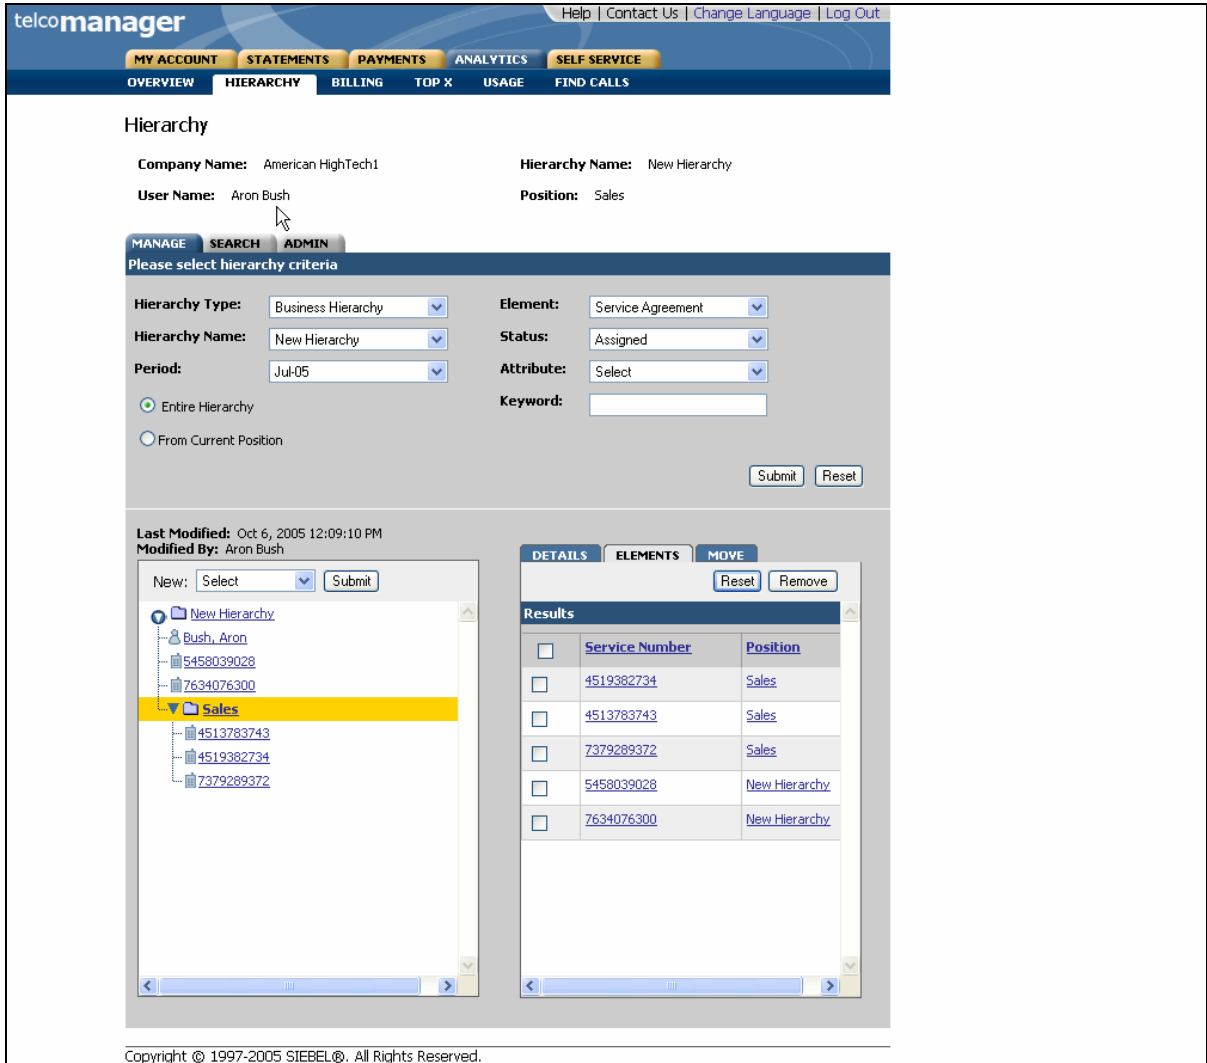 telcomanager
Help | Contact Us | Change Language | Log Out
MY ACCOUNT STATEMENTS PAYMENTS ANALYTICS SELF SERVICE
OVERVIEW HIERARCHY BILLING TOP X USAGE FIND CALLS
Hierarchy
Company Name: American HighTech1 Hierarchy Name: New Hierarchy
User Name: Aron Bush Position: Sales
MANAGE SEARCH ADMIN
Please select hierarchy criteria
Hierarchy Type: Business Hierarchy Element: Service Agreement
Hierarchy Name: New Hierarchy Status: Assigned
Period: Jul-05 Attribute: Select
Entire Hierarchy Keyword:
From Current Position
Submit Reset
Last Modified: Oct 6, 2005 12:09:10 PM
Modified By: Aron Bush
New: Select Submit
New Hierarchy
Bush, Aron
5458039028
7634076300
Sales
4513783743
4519382734
7379289372
DETAILS ELEMENTS MOVE
Reset Remove
Results
Service Number Position
4519382734 Sales
4513783743 Sales
7379289372 Sales
5458039028 New Hierarchy
7634076300 New Hierarchy
Copyright © 1997-2005 SIEBEL®. All Rights Reserved.